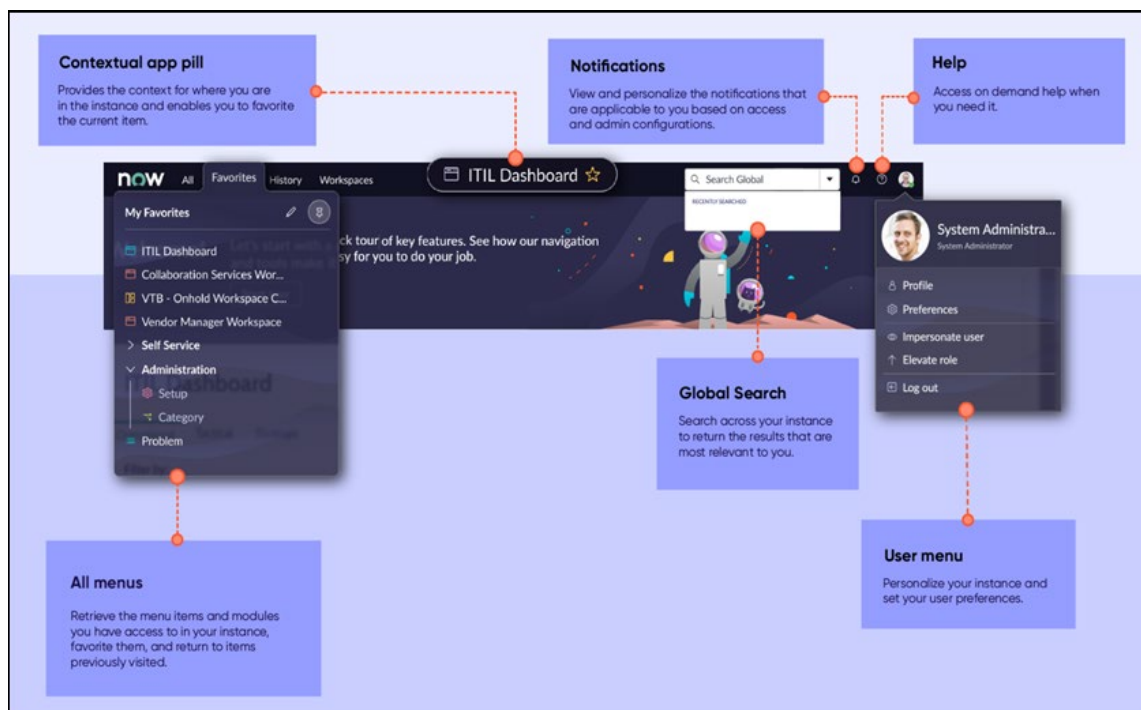 Contextual app pill
Provides the context for where you are
in the instance and enables you to favorite
the current item.
Notifications
View and personalize the notifications that
are applicable to you based on access
and admin configurations.
Help
Access on demand help when
you need it.
now
All
Favorites
History
Workspaces
ITIL Dashboard
Search Global
RECENTLY SEARCHED
My Favorites
ITIL Dashboard
Collaboration Services Wor...
VTB - Onhold Workspace C...
Vendor Manager Workspace
Self Service
Administration
Setup
Category
Problem
Let's start with a
ck tour of key features. See how our navigation
and tools make i
sy for you to do your job.
ITIL Dashboard
System Administra...
System Administrator
Profile
Preferences
Impersonate user
Elevate role
Log out
Global Search
Search across your instance
to return the results that are
most relevant to you.
All menus
Retrieve the menu items and modules
you have access to in your instance,
favorite them, and return to items
previously visited.
User menu
Personalize your instance and
set your user preferences.